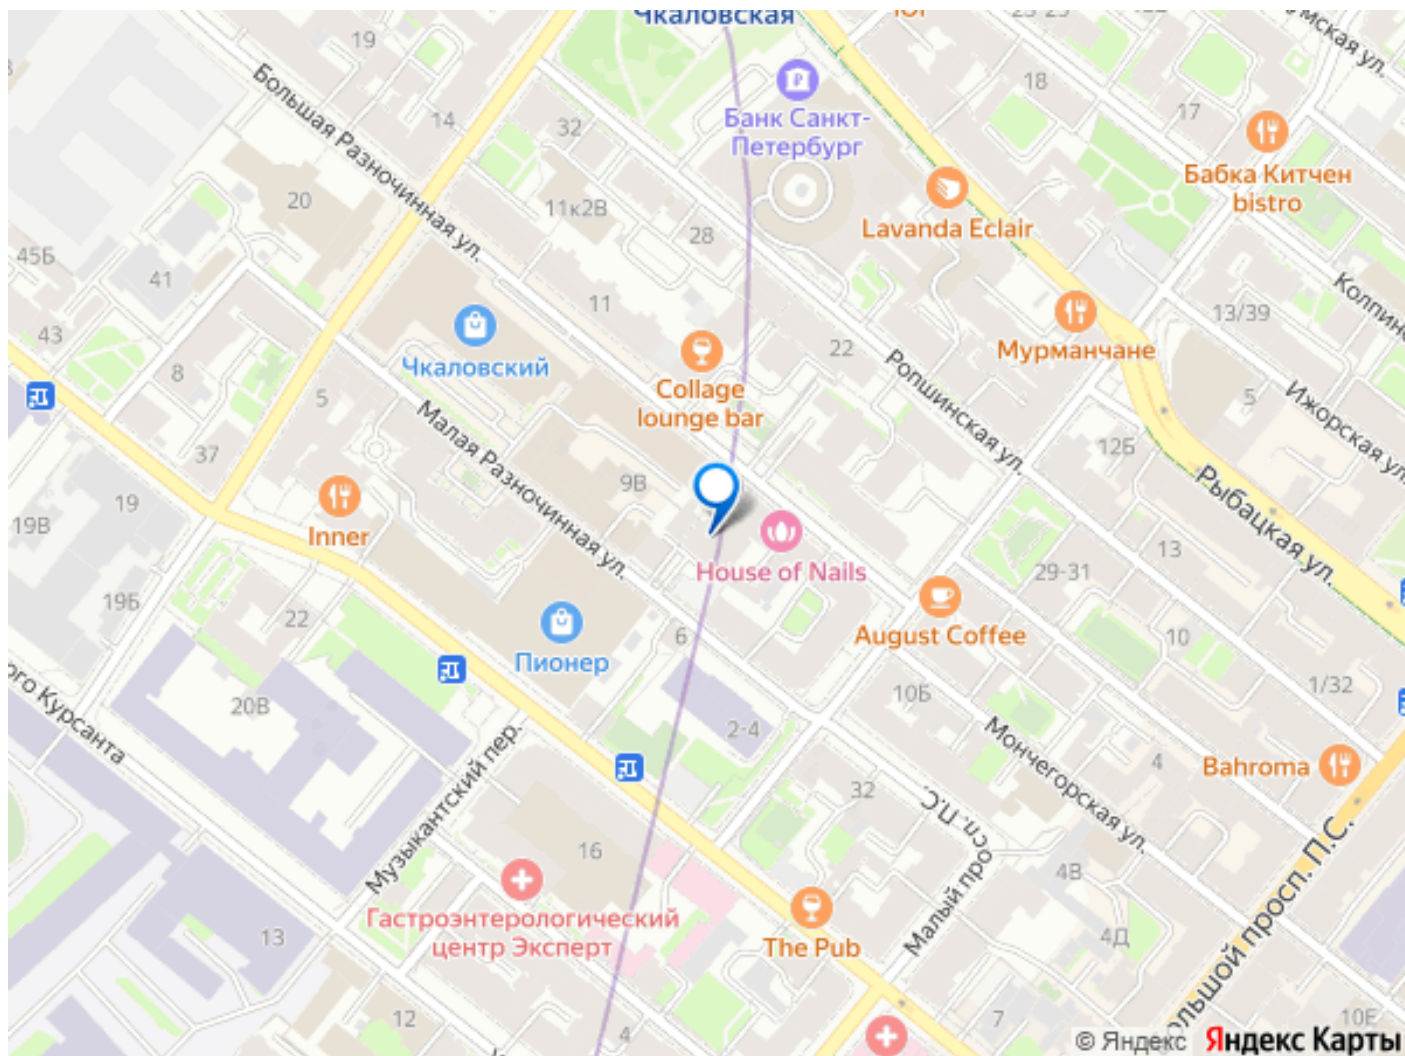 Чкаловская
19
18
17
Большая Разночинная ул.
14
32
Банк Санкт-
Петербург
Бабка Китчен
bistro
Lavanda Eclair
20
11к2В
28
45Б
41
11
13/39
43
Чкаловский
22
Мурманчане
8
5
Collage
lounge bar
Ропшинская ул.
5
Ижорская ул.
Малая Разночинная ул.
12Б
37
9В
Рыбацкая ул.
19
19В
Inner
13
House of Nails
29-31
19Б
22
August Coffee
10
Пионер
6
1/32
10Б
20В
2-4
Мончегорская ул.
4
Bahroma
Курсанта
Музыкантский пер.
32
Малый просп. П.С.
16
4В
Большой просп. П.С.
Гастроэнтерологический
центр Эксперт
13
The Pub
4Д
12
4
7
10Е
© Яндекс Яндекс Карты